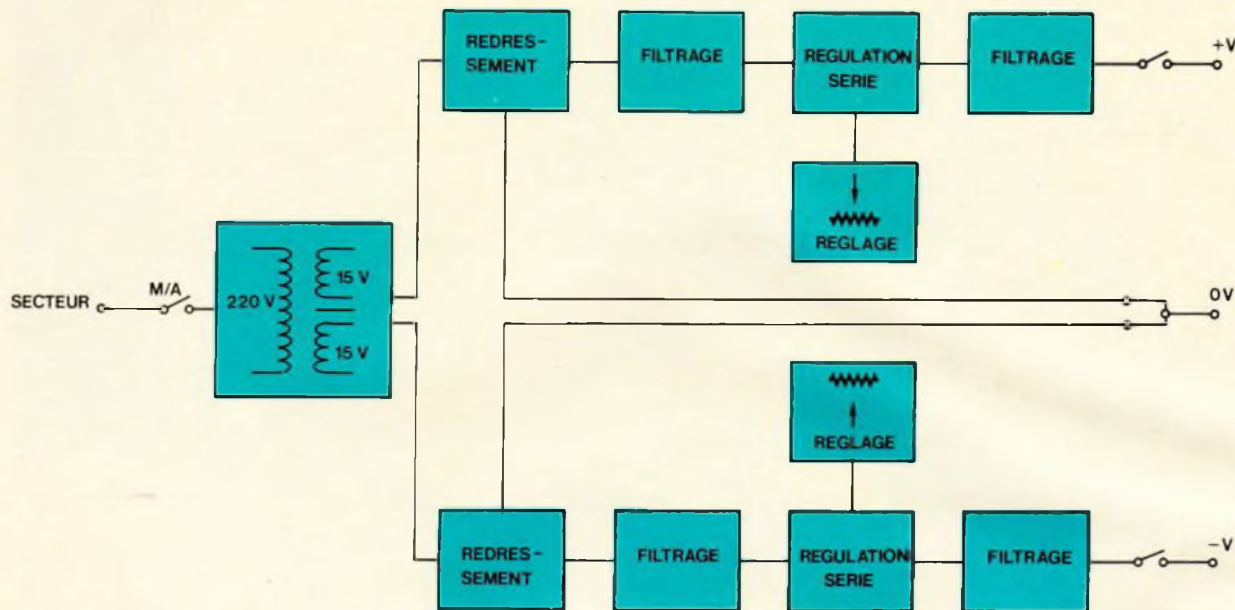 REDRES-
SEMENT
FILTRAGE
REGULATION
SERIE
FILTRAGE
+V
REGLAGE
SECTEUR
M/A
220 V
15 V
15 V
0V
REGLAGE
REDRES-
SEMENT
FILTRAGE
REGULATION
SERIE
FILTRAGE
-V